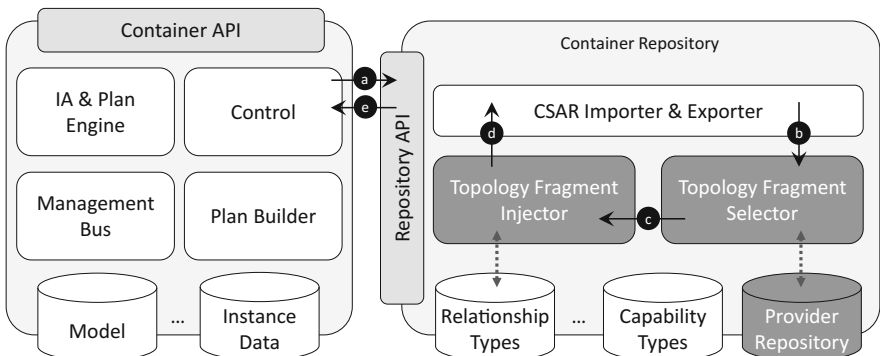 Container API
IA & Plan
Engine
Control
Management
Bus
Plan Builder
Model
...
Instance
Data
a
e
Repository API
Container Repository
CSAR Importer & Exporter
d
b
Topology Fragment
Injector
c
Topology Fragment
Selector
Relationship
Types
...
Capability
Types
Provider
Repository